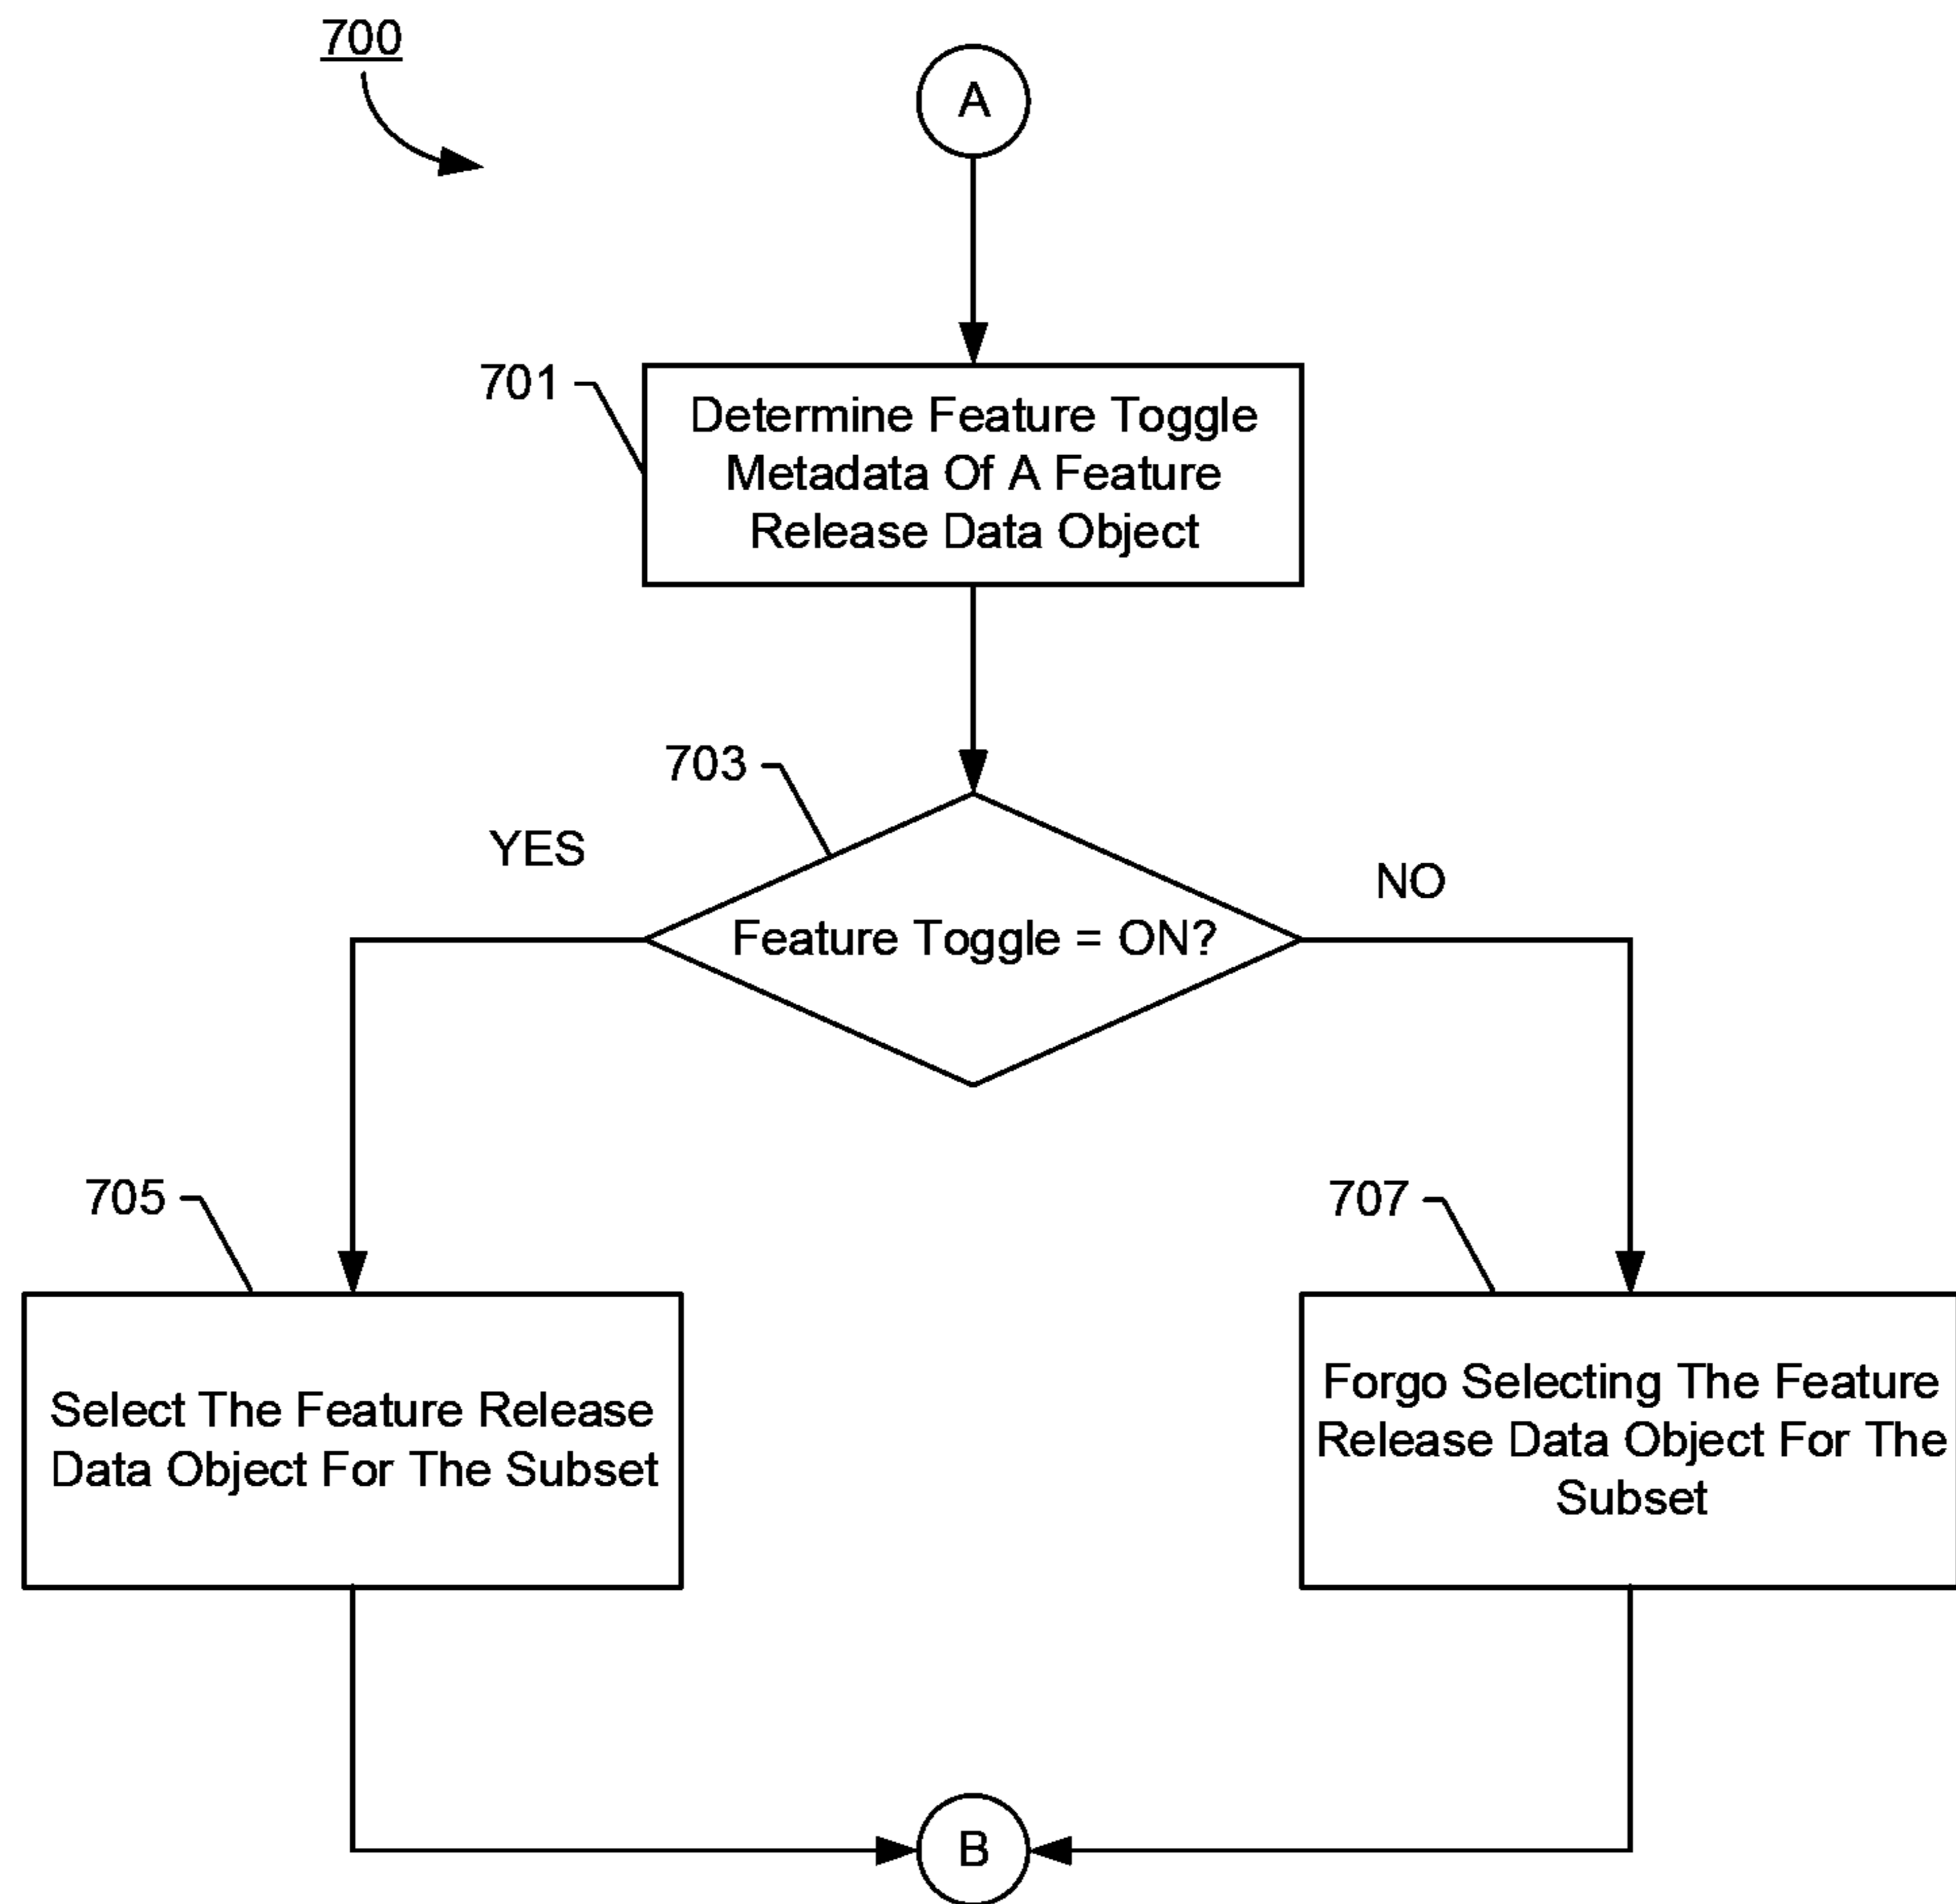 700
A
701
Determine Feature Toggle
Metadata Of A Feature
Release Data Object
703
YES
NO
Feature Toggle = ON?
705
707
Select The Feature Release
Data Object For The Subset
Forgo Selecting The Feature
Release Data Object For The
Subset
B